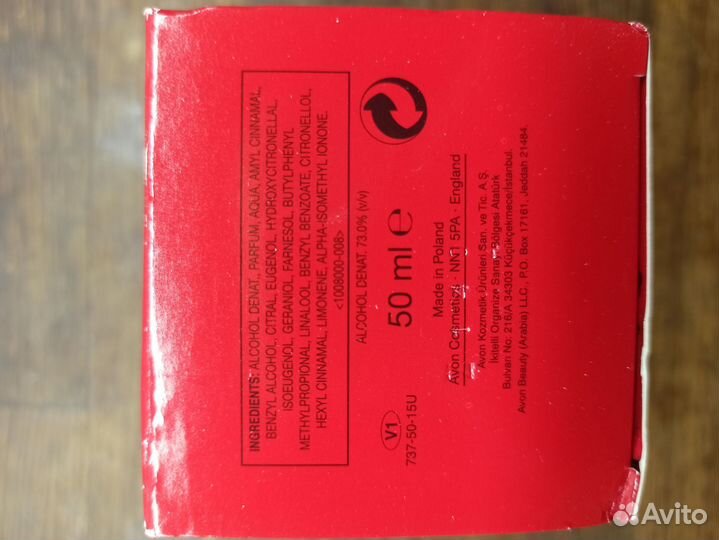 INGREDIENTS: ALCOHOL DENAT., PARFUM, AQUA, AMYL CINNAMAL,
BENZYL ALCOHOL, CITRAL, EUGENOL, HYDROXYCITRONELLAL,
ISOEUGENOL, GERANIOL, FARNESOL, BUTYLPHENYL
METHYLPROPIONAL, LINALOOL, BENZYL BENZOATE, CITRONELLOL,
HEXYL CINNAMAL, LIMONENE, ALPHA-ISOMETHYL IONONE.
<1008000-008>
ALCOHOL DENAT. 73.0% (v/v)
50 ml e
Made in Poland
Avon Cosmetics · NN1 5PA · England
Avon Kozmetik Ürünleri San. ve Tic. A.Ş.
İkitelli Organize Sanayi Bölgesi Atatürk
Bulvarı No: 216/A 34303 Küçükçekmece/İstanbul.
Avon Beauty (Arabia) LLC., P.O. Box 17161, Jeddah 21484.
V1
737-50-15U
Avito